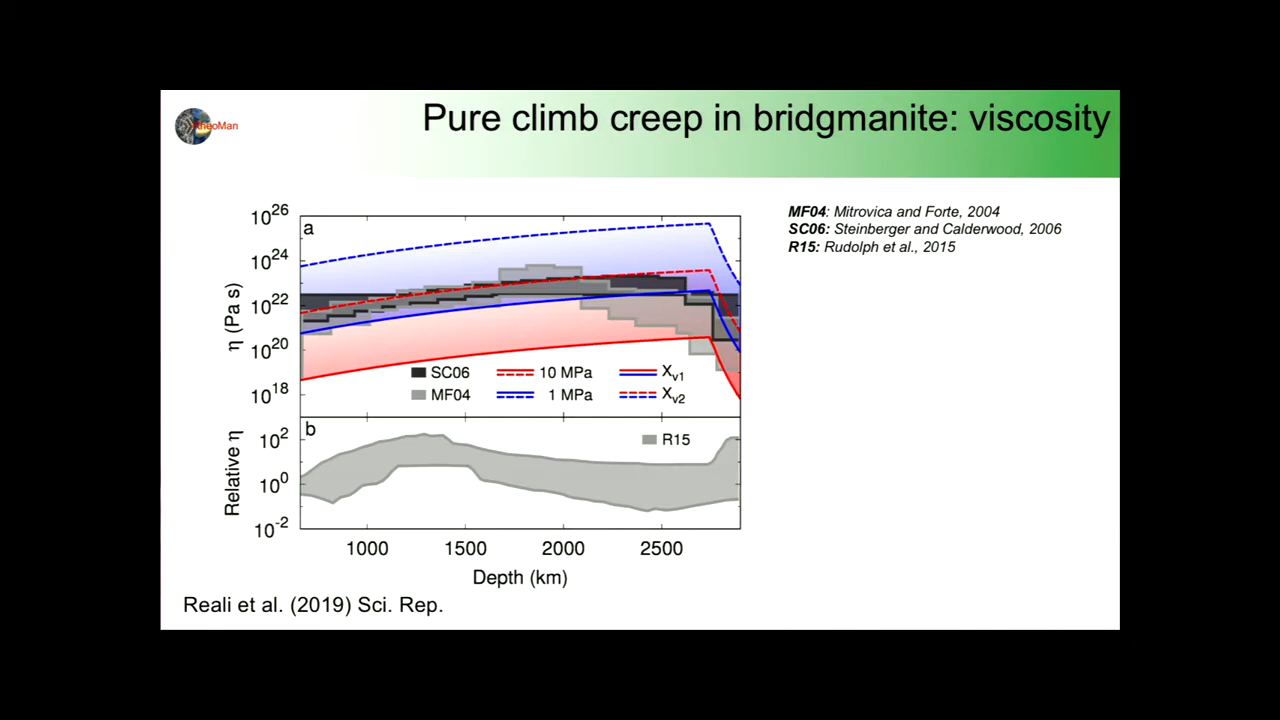 Pure climb creep in bridgmanite: viscosity
RheoMan
MF04: Mitrovica and Forte, 2004
SC06: Steinberger and Calderwood, 2006
R15: Rudolph et al., 2015
a
10^26
10^24
10^22
10^20
10^18
η (Pa s)
SC06 10 MPa X_v1
MF04 1 MPa X_v2
b
R15
10^2
10^0
10^-2
Relative η
1000 1500 2000 2500
Depth (km)
Reali et al. (2019) Sci. Rep.